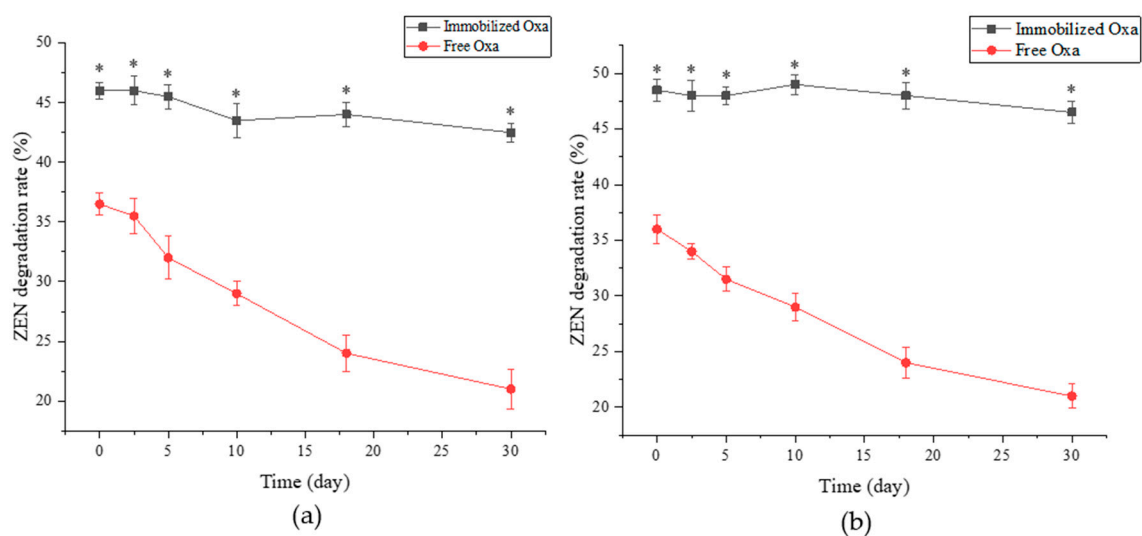 Immobilized Oxa
Free Oxa
50
45
40
35
30
25
20
ZEN degradation rate (%)
* * * * * *
0 5 10 15 20 25 30
Time (day)
(a)
Immobilized Oxa
Free Oxa
50
45
40
35
30
25
20
ZEN degradation rate (%)
* * * * * *
0 5 10 15 20 25 30
Time (day)
(b)